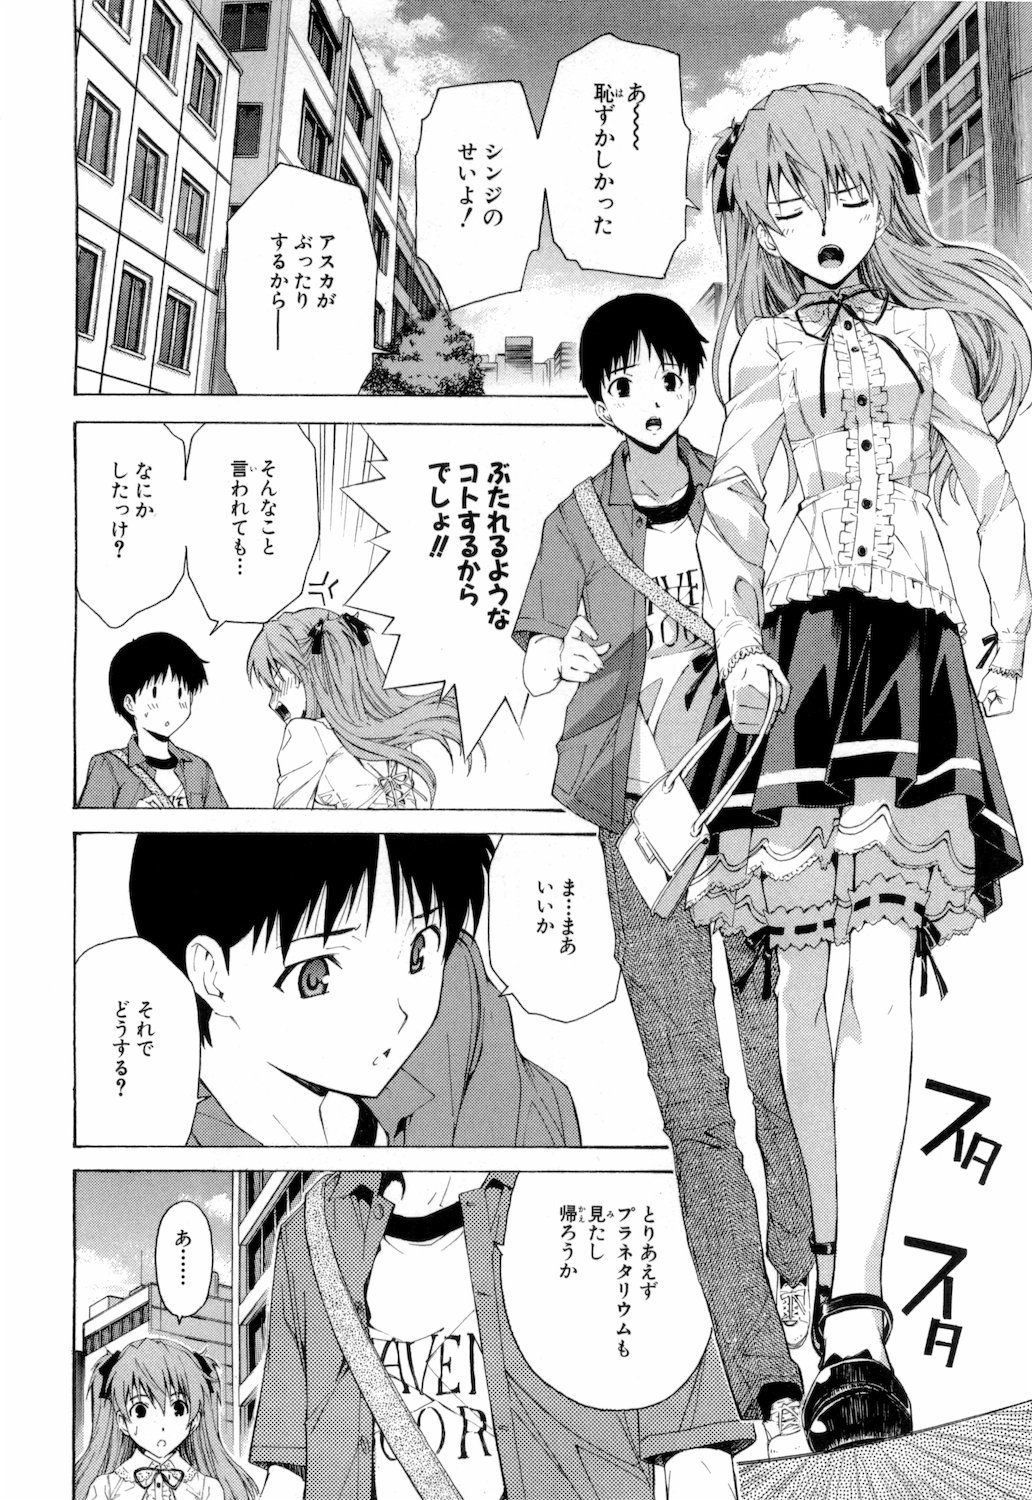 あ～～～
恥ずかしかった
シンジの
せいよ！
アスカが
ぶったり
するから――
ぶたれるような
コトするから
でしょ!!
そんなこと
言われても…
なにか
したっけ？
ま…まあ
いいか
それで
どうする？
スタ
スタ
とりあえず
プラネタリウムも
見たし
帰ろうか
あ……